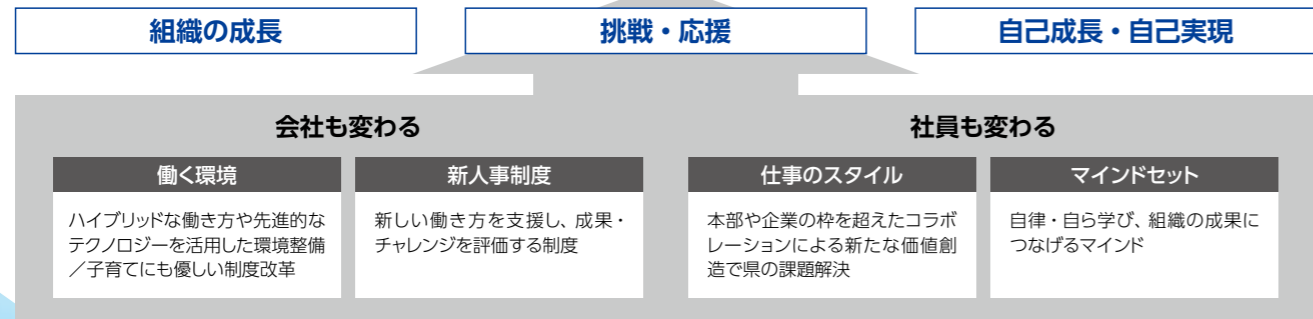 組織の成長
挑戦・応援
自己成長・自己実現
会社も変わる
働く環境
ハイブリッドな働き方や先進的な
テクノロジーを活用した環境整備
／子育てにも優しい制度改革
新人事制度
新しい働き方を支援し、成果・
チャレンジを評価する制度
社員も変わる
仕事のスタイル
本部や企業の枠を超えたコラボ
レーションによる新たな価値創
造で県の課題解決
マインドセット
自律・自ら学び、組織の成果に
つなげるマインド